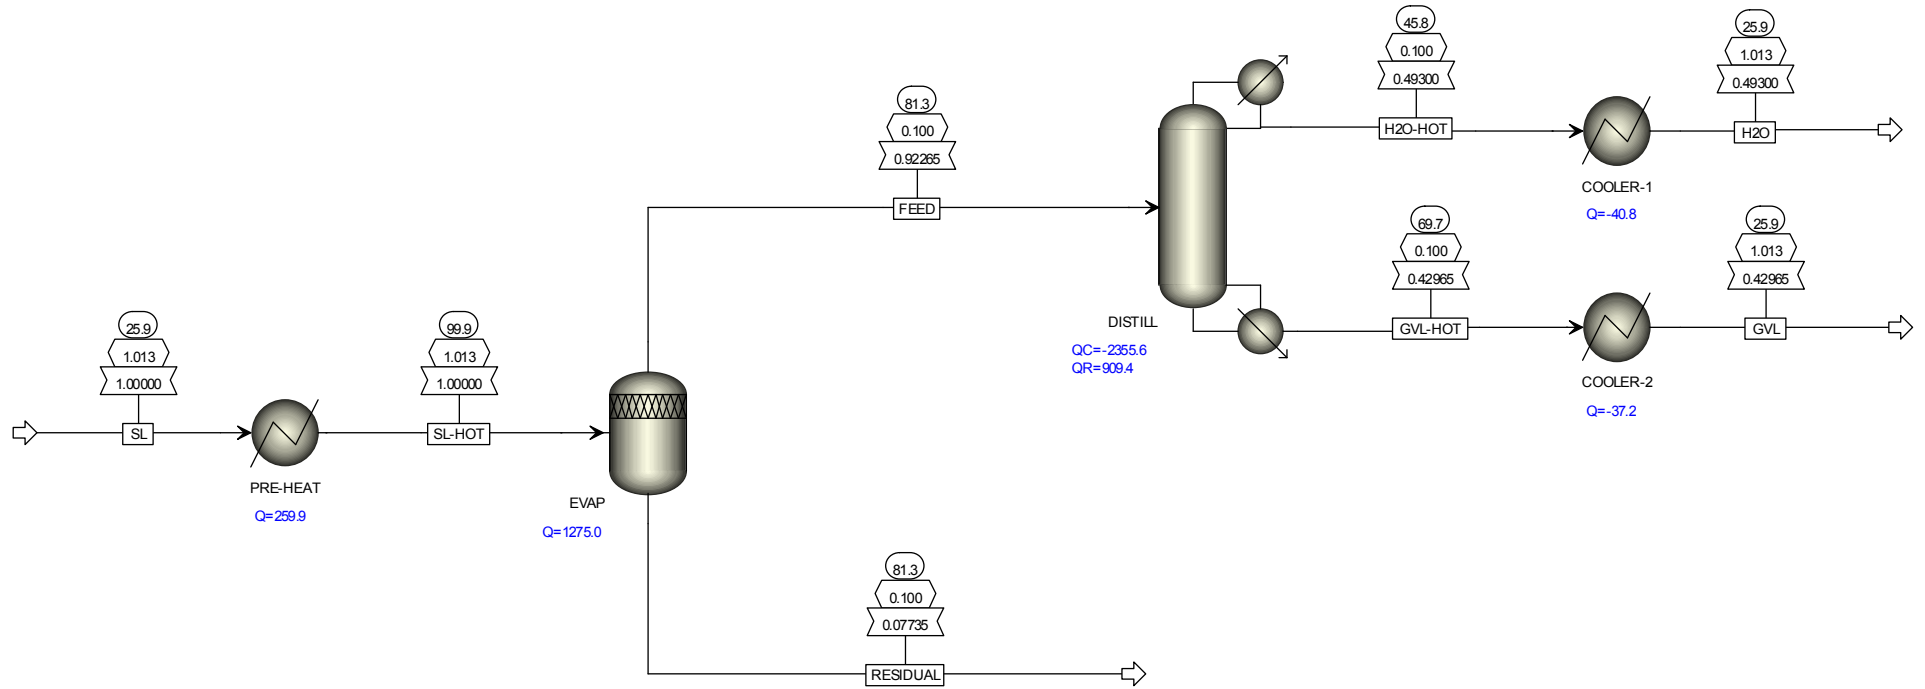 45.8
0.100
0.49300
H2O-HOT
25.9
1.013
0.49300
H2O
COOLER-1
Q=-40.8
81.3
0.100
0.92265
FEED
DISTILL
QC=-2355.6
QR=909.4
69.7
0.100
0.42965
GVL-HOT
25.9
1.013
0.42965
GVL
COOLER-2
Q=-37.2
25.9
1.013
1.00000
SL
99.9
1.013
1.00000
SL-HOT
PRE-HEAT
Q=259.9
EVAP
Q=1275.0
81.3
0.100
0.07735
RESIDUAL